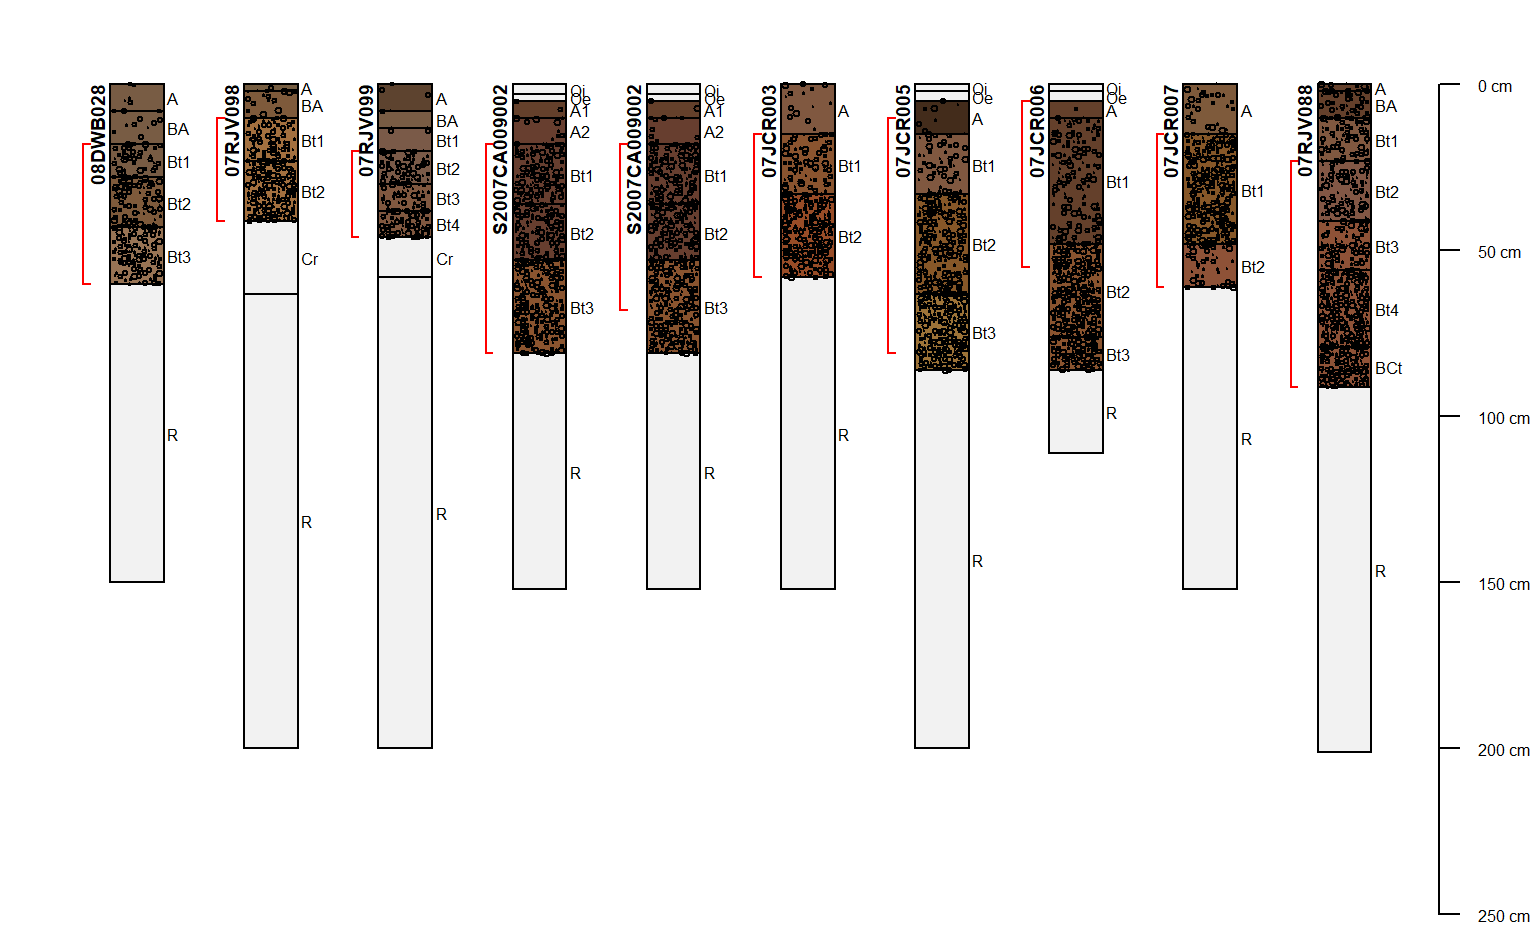 08DWB028
A
BA
Bt1
Bt2
Bt3
R
07RJV098
A
BA
Bt1
Bt2
Cr
R
07RJV099
A
BA
Bt1
Bt2
Bt3
Bt4
Cr
R
S2007CA009002
Oi
Oe
A1
A2
Bt1
Bt2
Bt3
R
S2007CA009002
Oi
Oe
A1
A2
Bt1
Bt2
Bt3
R
07JCR003
A
Bt1
Bt2
R
07JCR005
Oi
Oe
A
Bt1
Bt2
Bt3
R
07JCR006
Oi
Oe
A
Bt1
Bt2
Bt3
R
07JCR007
A
Bt1
Bt2
R
07RJV088
A
BA
Bt1
Bt2
Bt3
Bt4
BCt
R
0 cm
50 cm
100 cm
150 cm
200 cm
250 cm